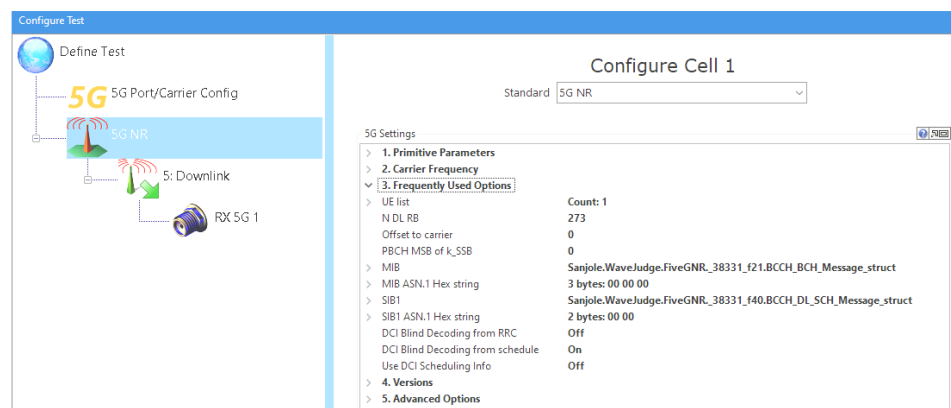 Configure Test
Define Test
5G 5G Port/Carrier Config
5G NR
5: Downlink
RX 5G 1
Configure Cell 1
Standard 5G NR
5G Settings
1. Primitive Parameters
2. Carrier Frequency
3. Frequently Used Options
UE list Count: 1
N DL RB 273
Offset to carrier 0
PBCH MSB of k_SSB 0
MIB Sanjole.WaveJudge.FiveGNR._38331_f21.BCCH_BCH_Message_struct
MIB ASN.1 Hex string 3 bytes: 00 00 00
SIB1 Sanjole.WaveJudge.FiveGNR._38331_f40.BCCH_DL_SCH_Message_struct
SIB1 ASN.1 Hex string 2 bytes: 00 00
DCI Blind Decoding from RRC Off
DCI Blind Decoding from schedule On
Use DCI Scheduling Info Off
4. Versions
5. Advanced Options